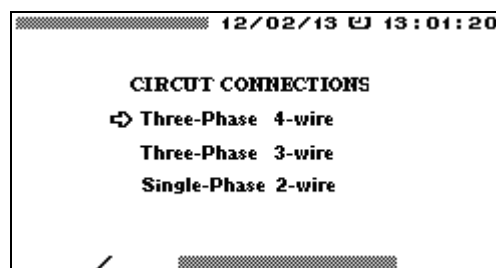 12/02/13 13:01:20
CIRCUT CONNECTIONS
Three-Phase 4-wire
Three-Phase 3-wire
Single-Phase 2-wire